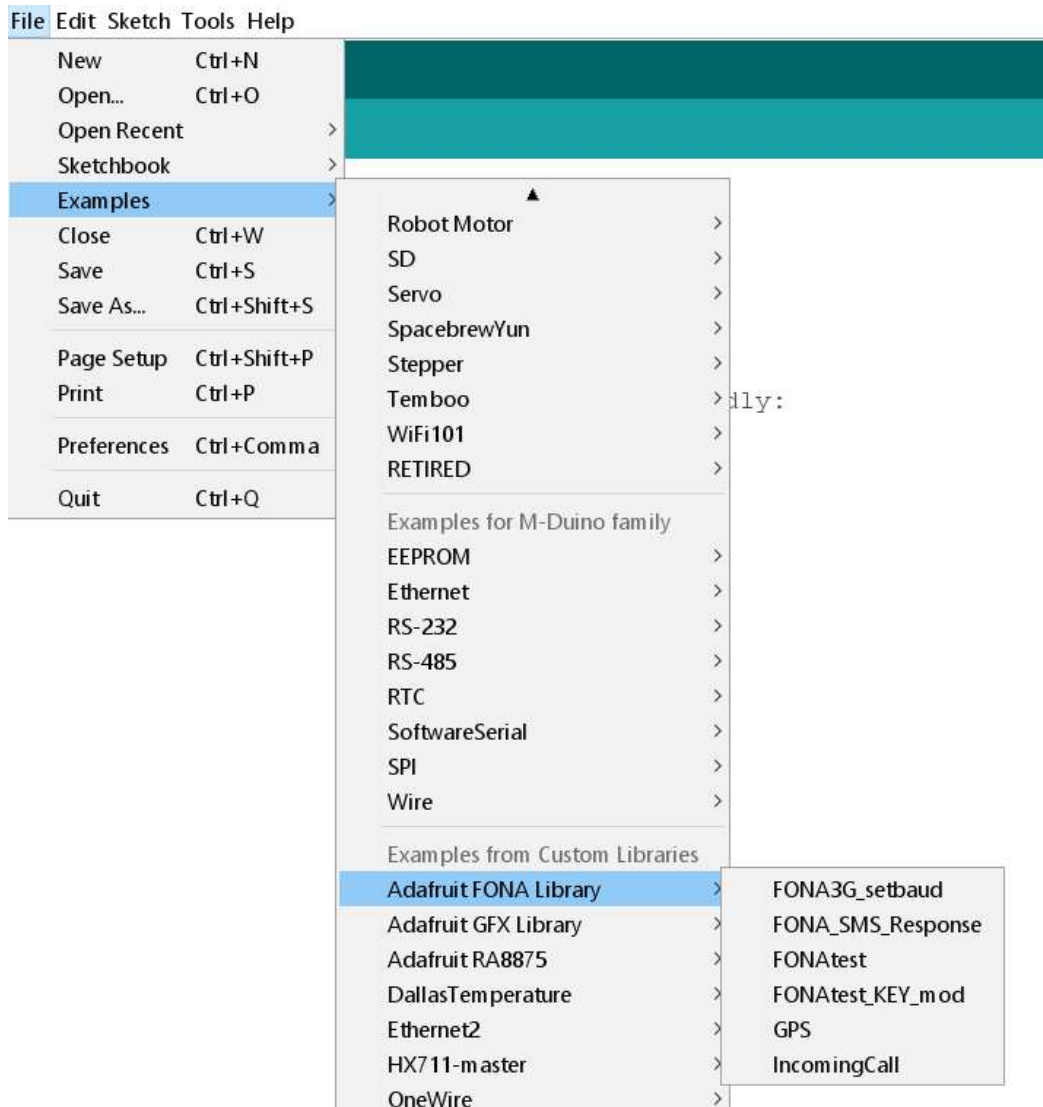 File Edit Sketch Tools Help
New Ctrl+N
Open... Ctrl+O
Open Recent >
Sketchbook >
Examples >
Close Ctrl+W
Save Ctrl+S
Save As... Ctrl+Shift+S
Page Setup Ctrl+Shift+P
Print Ctrl+P
Preferences Ctrl+Comma
Quit Ctrl+Q
▲
Robot Motor >
SD >
Servo >
SpacebrewYun >
Stepper >
Temboo >
WiFi101 >
RETIRED >
Examples for M-Duino family
EEPROM >
Ethernet >
RS-232 >
RS-485 >
RTC >
SoftwareSerial >
SPI >
Wire >
Examples from Custom Libraries
Adafruit FONA Library >
Adafruit GFX Library >
Adafruit RA8875 >
DallasTemperature >
Ethernet2 >
HX711-master >
OneWire >
FONA3G_setbaud
FONA_SMS_Response
FONAtest
FONAtest_KEY_mod
GPS
IncomingCall
dly: